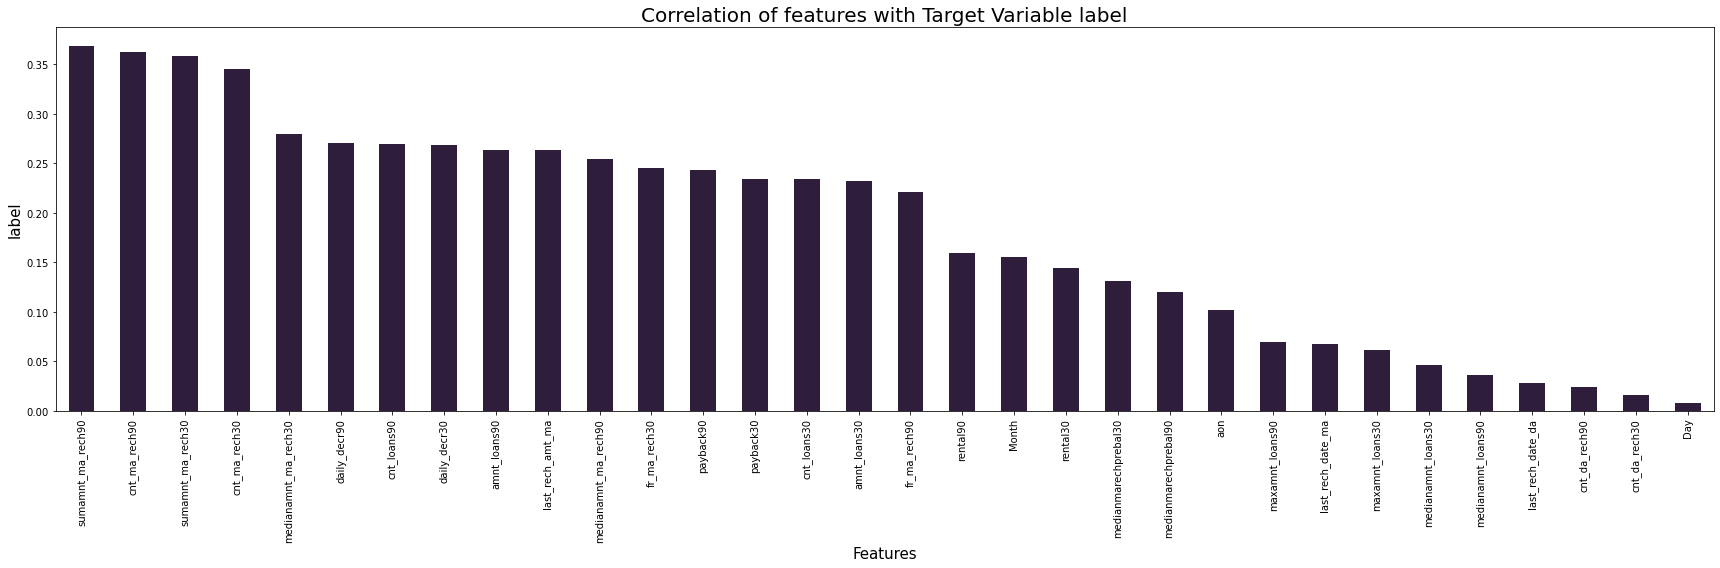 Correlation of features with Target Variable label
label
0.35
0.30
0.25
0.20
0.15
0.10
0.05
0.00
sumamnt_ma_rech90
cnt_ma_rech90
sumamnt_ma_rech30
cnt_ma_rech30
medianamnt_ma_rech30
daily_decr90
cnt_loans90
daily_decr30
amnt_loans90
last_rech_amt_ma
medianamnt_ma_rech90
fr_ma_rech30
payback90
payback30
cnt_loans30
amnt_loans30
fr_ma_rech90
rental90
Month
rental30
medianmarechprebal30
medianmarechprebal90
aon
maxamnt_loans90
last_rech_date_ma
maxamnt_loans30
medianamnt_loans30
medianamnt_loans90
last_rech_date_da
cnt_da_rech90
cnt_da_rech30
Day
Features